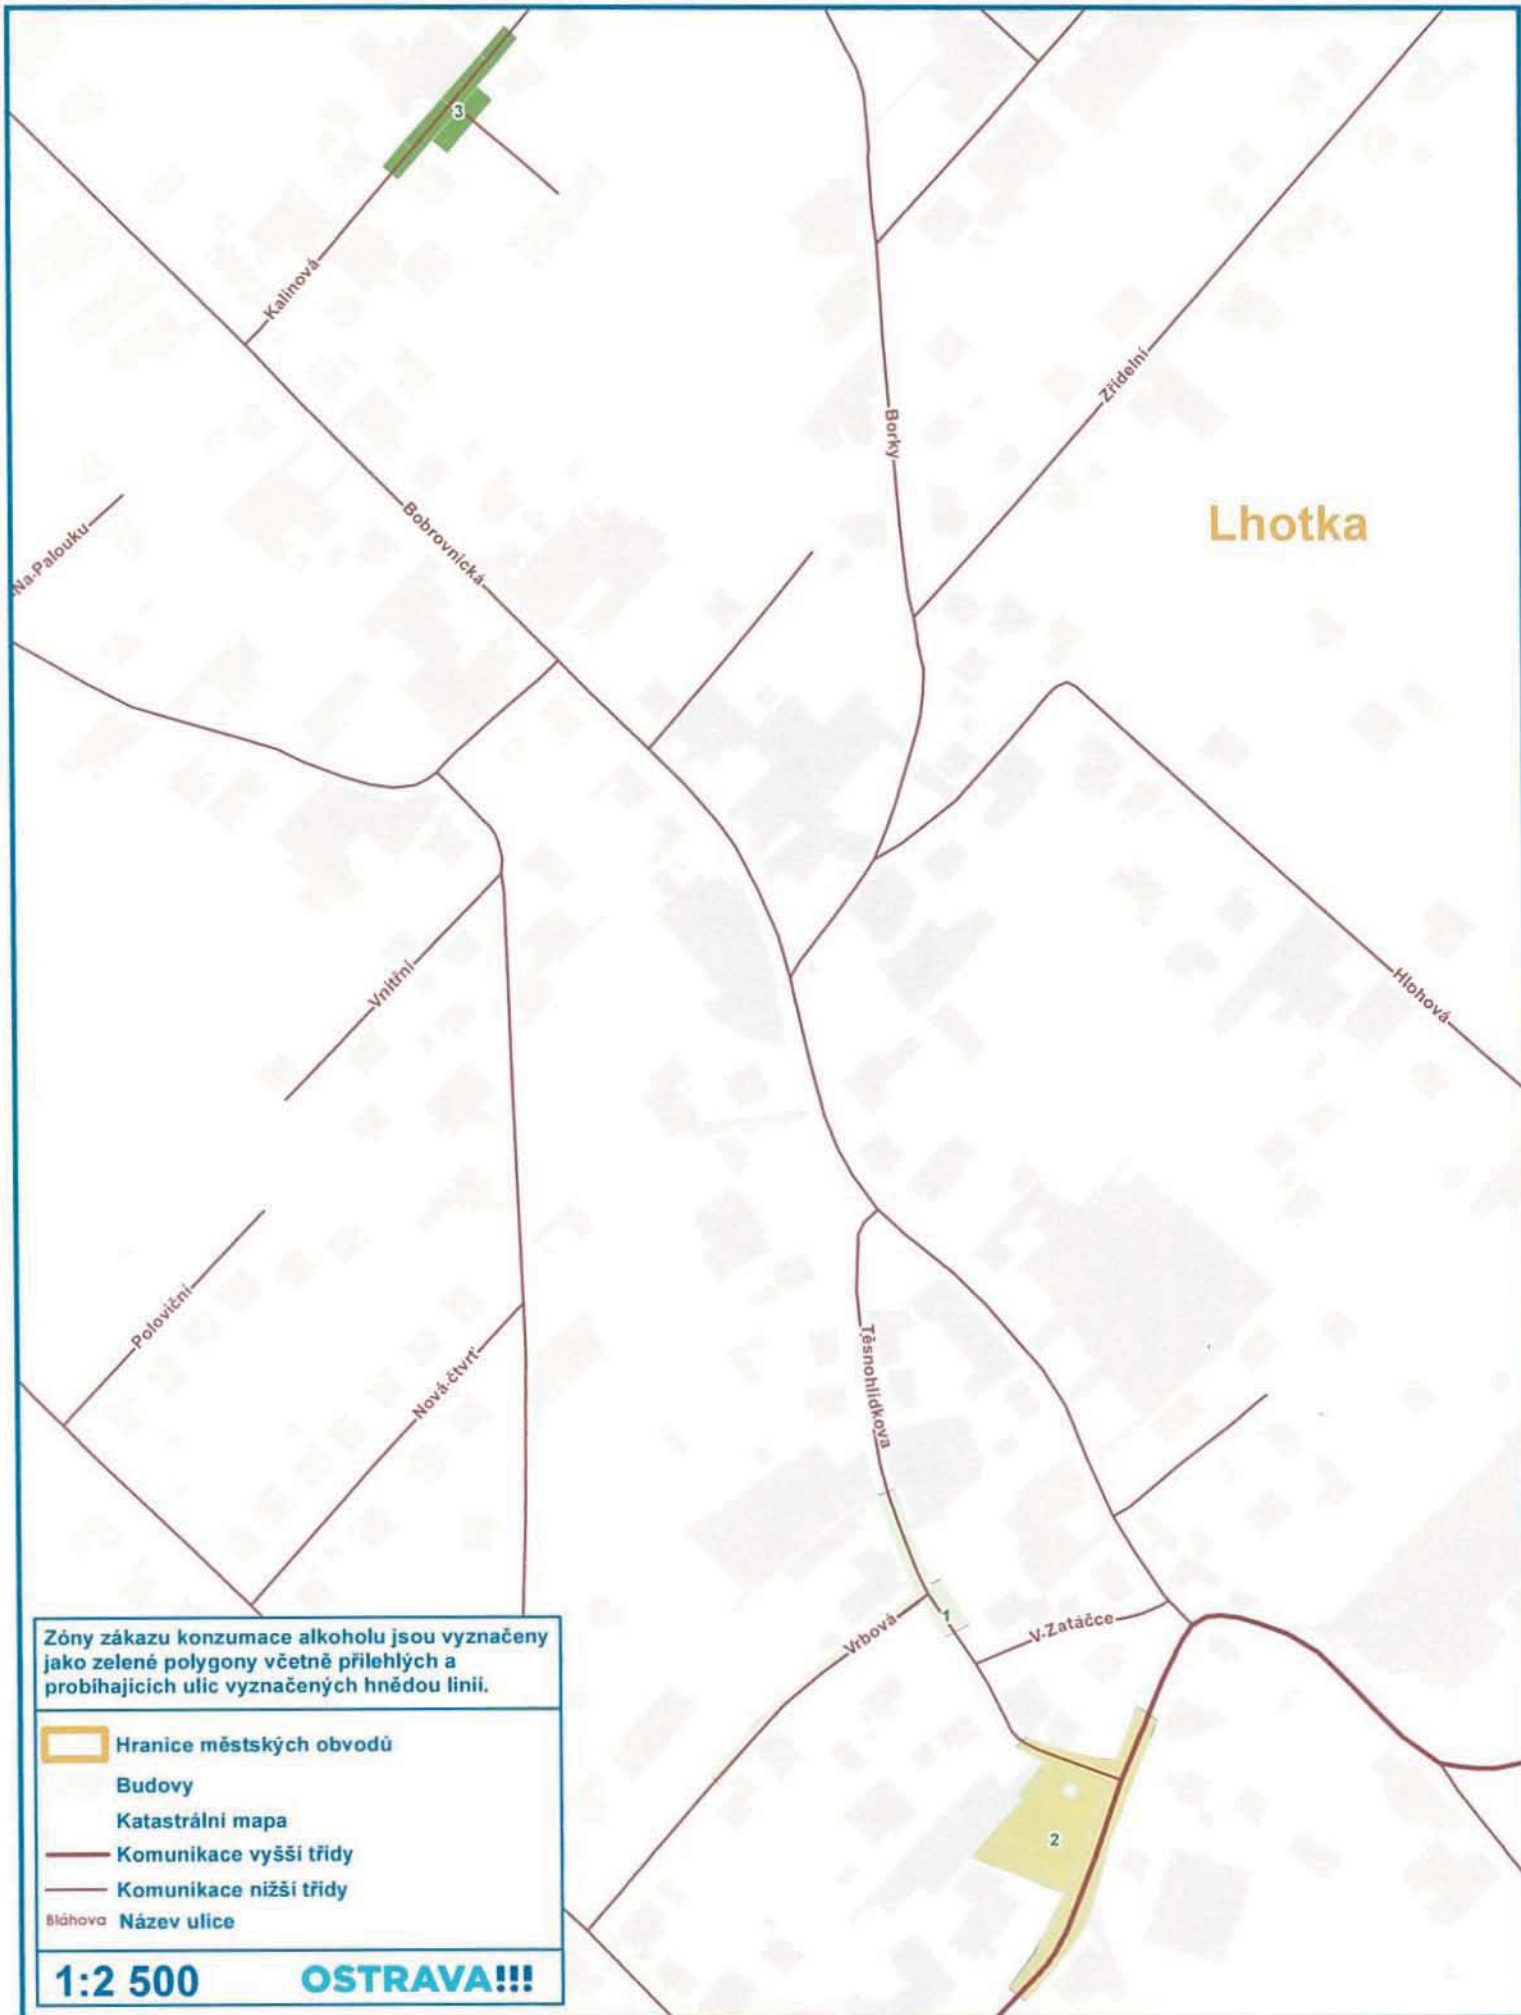 3
Kalinová
Zřídelní
Borky
Lhotka
Bobrovnická
Na Palouku
Hlohová
Vnitřní
Poloviční
Těsnohlídkova
Nová čtvrť
1
Vrbová
V Zatáčce
2
Zóny zákazu konzumace alkoholu jsou vyznačeny
jako zelené polygony včetně přilehlých a
probíhajících ulic vyznačených hnědou linií.
Hranice městských obvodů
Budovy
Katastrální mapa
Komunikace vyšší třídy
Komunikace nižší třídy
Bláhova Název ulice
1:2 500 OSTRAVA!!!